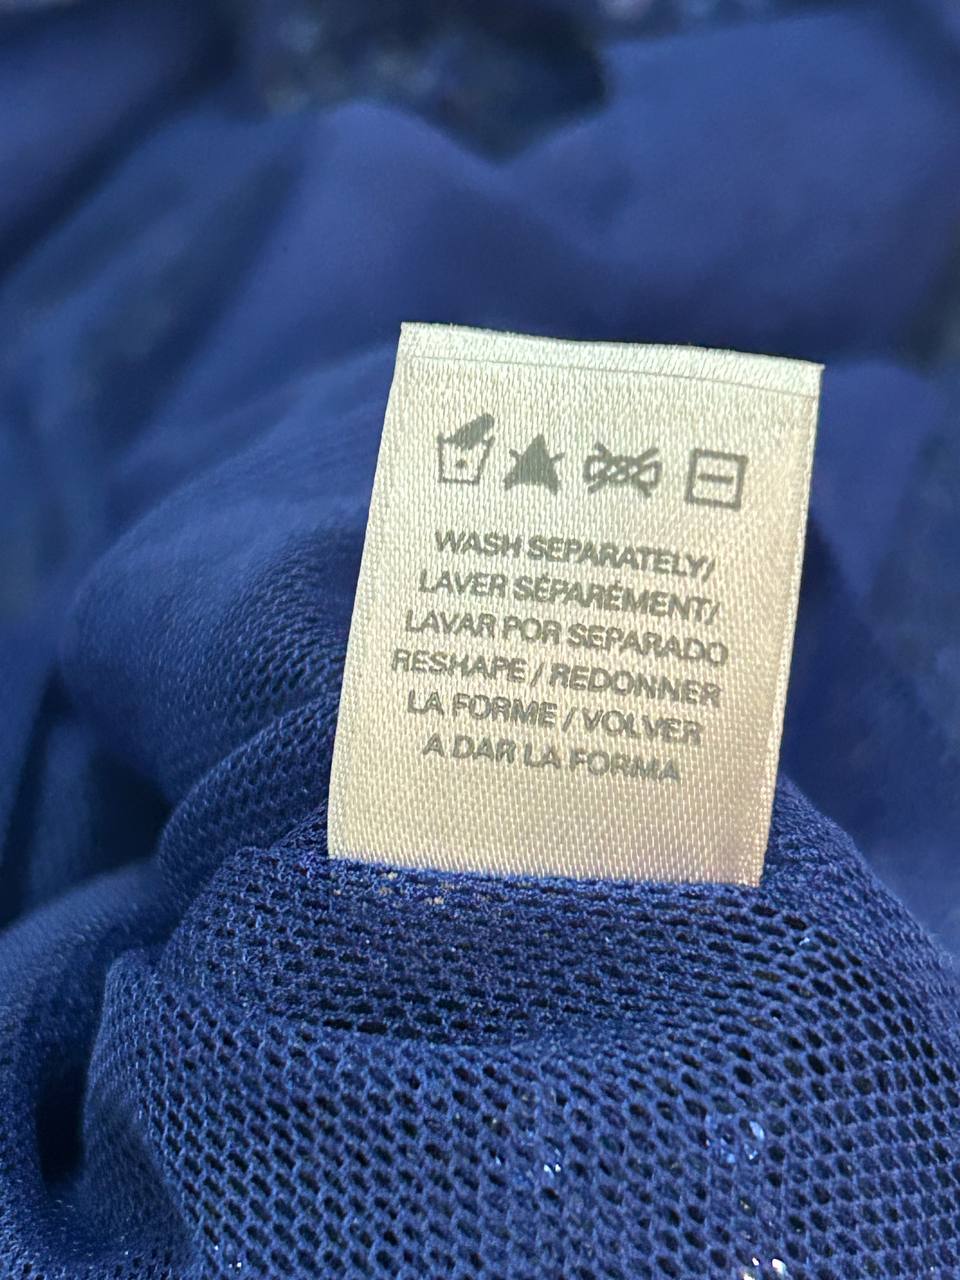 WASH SEPARATELY/
LAVER SÉPARÉMENT/
LAVAR POR SEPARADO
RESHAPE / REDONNER
LA FORME / VOLVER
A DAR LA FORMA